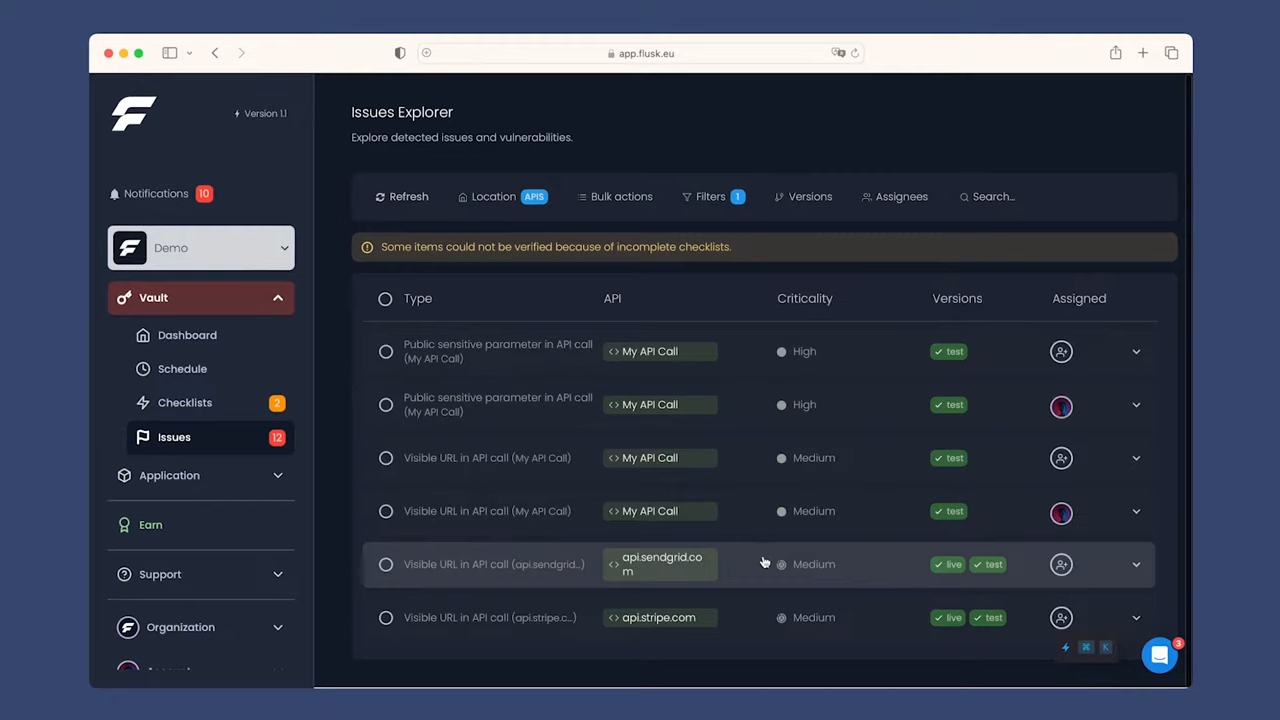 app.flusk.eu
Version 1.1
Notifications 10
Demo
Vault
Dashboard
Schedule
Checklists 2
Issues 12
Application
Earn
Support
Organization
Issues Explorer
Explore detected issues and vulnerabilities.
Refresh Location APIS Bulk actions Filters 1 Versions Assignees Search...
Some items could not be verified because of incomplete checklists.
Type API Criticality Versions Assigned
Public sensitive parameter in API call
(My API Call) <> My API Call High test
Public sensitive parameter in API call
(My API Call) <> My API Call High test
Visible URL in API call (My API Call) <> My API Call Medium test
Visible URL in API call (My API Call) <> My API Call Medium test
Visible URL in API call (api.sendgrid...) <> api.sendgrid.co
m Medium live test
Visible URL in API call (api.stripe.c...) <> api.stripe.com Medium live test
⌘ K
3